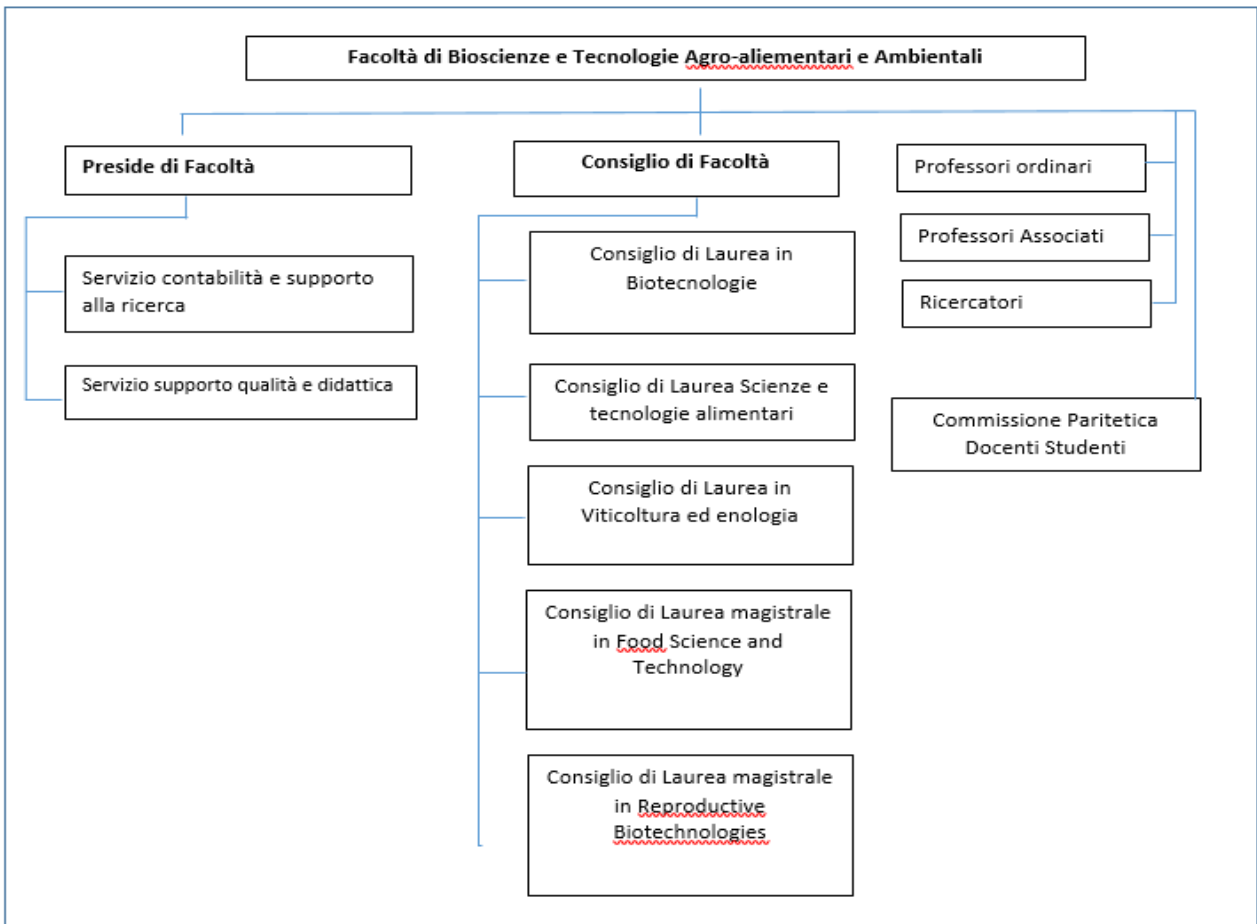 Facoltà di Bioscienze e Tecnologie Agro-aliementari e Ambientali
Preside di Facoltà
Servizio contabilità e supporto
alla ricerca
Servizio supporto qualità e didattica
Consiglio di Facoltà
Consiglio di Laurea in
Biotecnologie
Consiglio di Laurea Scienze e
tecnologie alimentari
Consiglio di Laurea in
Viticoltura ed enologia
Consiglio di Laurea magistrale
in Food Science and
Technology
Consiglio di Laurea magistrale
in Reproductive
Biotechnologies
Professori ordinari
Professori Associati
Ricercatori
Commissione Paritetica
Docenti Studenti